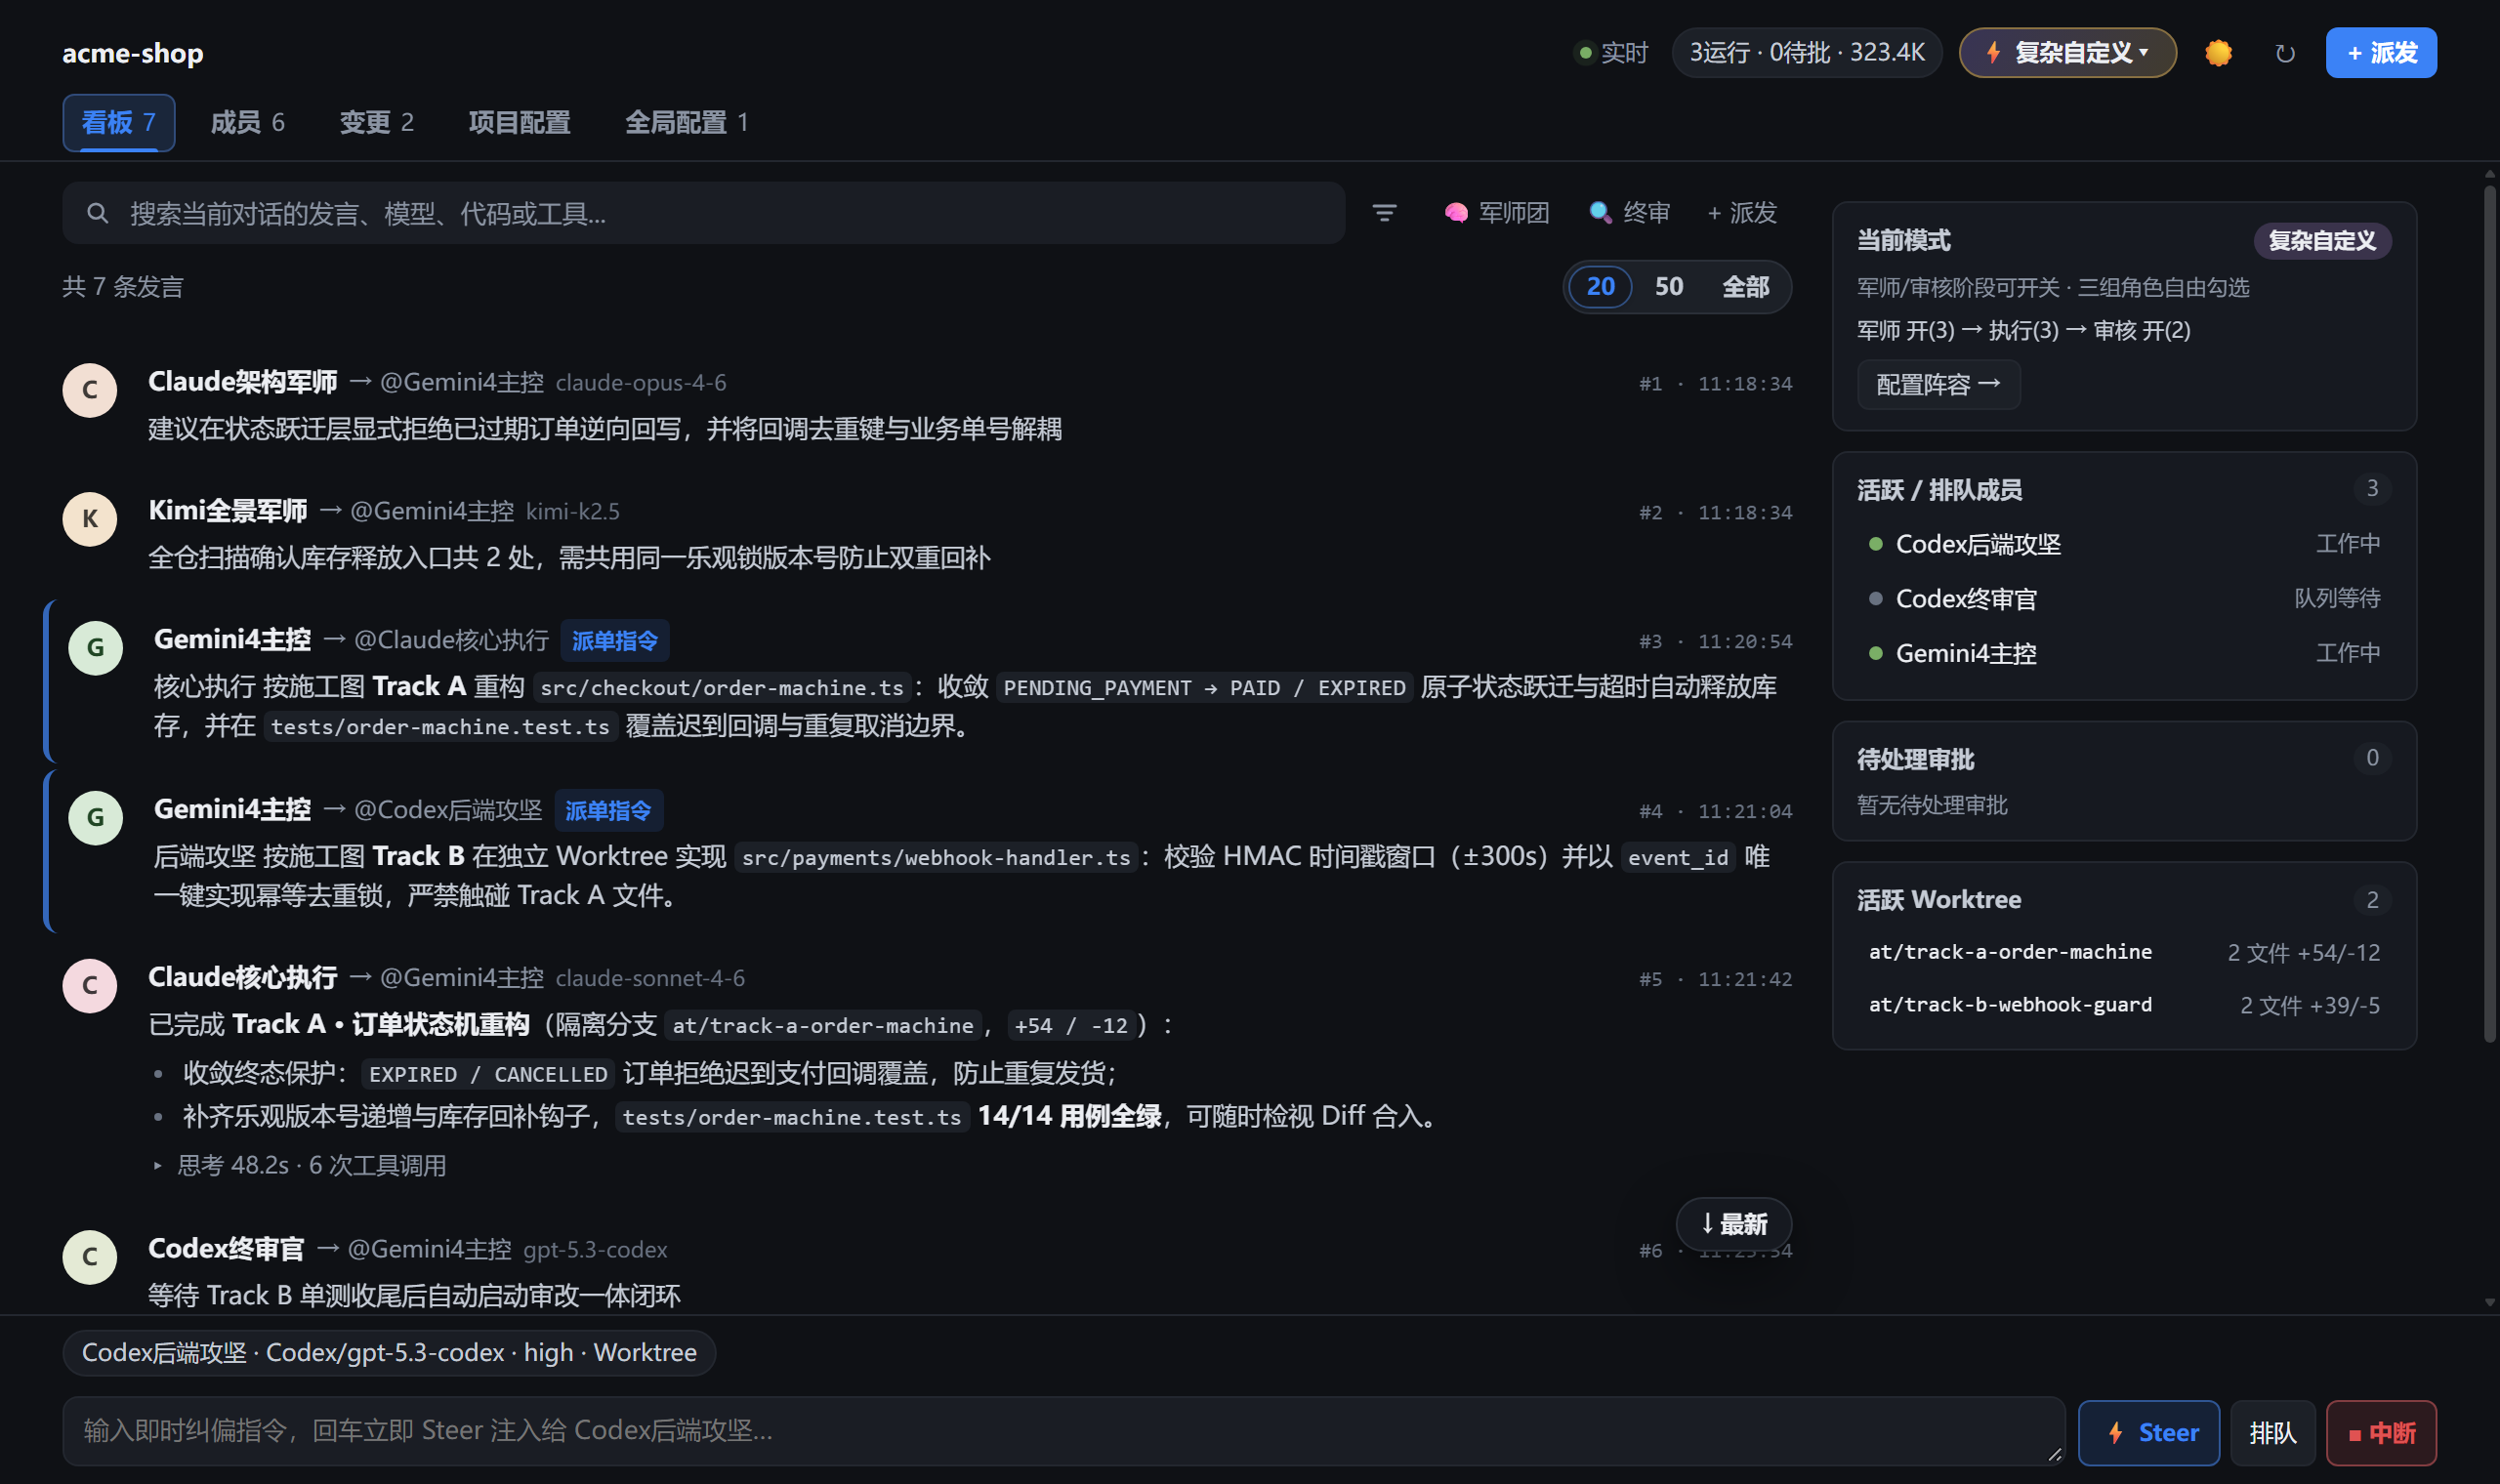 acme-shop
实时
3运行 · 0待批 · 323.4K
复杂自定义 ▾
↻
+ 派发
看板 7
成员 6
变更 2
项目配置
全局配置 1
搜索当前对话的发言、模型、代码或工具...
军师团
终审
+ 派发
共 7 条发言
20
50
全部
C
Claude架构军师 → @Gemini4主控 claude-opus-4-6
#1 · 11:18:34
建议在状态跃迁层显式拒绝已过期订单逆向回写，并将回调去重键与业务单号解耦
K
Kimi全景军师 → @Gemini4主控 kimi-k2.5
#2 · 11:18:34
全仓扫描确认库存释放入口共 2 处，需共用同一乐观锁版本号防止双重回补
G
Gemini4主控 → @Claude核心执行 派单指令
#3 · 11:20:54
核心执行 按施工图 Track A 重构 src/checkout/order-machine.ts：收敛 PENDING_PAYMENT → PAID / EXPIRED 原子状态跃迁与超时自动释放库
存，并在 tests/order-machine.test.ts 覆盖迟到回调与重复取消边界。
G
Gemini4主控 → @Codex后端攻坚 派单指令
#4 · 11:21:04
后端攻坚 按施工图 Track B 在独立 Worktree 实现 src/payments/webhook-handler.ts：校验 HMAC 时间戳窗口（±300s）并以 event_id 唯
一键实现幂等去重锁，严禁触碰 Track A 文件。
C
Claude核心执行 → @Gemini4主控 claude-sonnet-4-6
#5 · 11:21:42
已完成 Track A • 订单状态机重构（隔离分支 at/track-a-order-machine，+54 / -12）：
• 收敛终态保护：EXPIRED / CANCELLED 订单拒绝迟到支付回调覆盖，防止重复发货；
• 补齐乐观版本号递增与库存回补钩子，tests/order-machine.test.ts 14/14 用例全绿，可随时检视 Diff 合入。
▸ 思考 48.2s · 6 次工具调用
↓ 最新
C
Codex终审官 → @Gemini4主控 gpt-5.3-codex
#6 ·
等待 Track B 单测收尾后自动启动审改一体闭环
当前模式
复杂自定义
军师/审核阶段可开关 · 三组角色自由勾选
军师 开(3) → 执行(3) → 审核 开(2)
配置阵容 →
活跃 / 排队成员
3
Codex后端攻坚
工作中
Codex终审官
队列等待
Gemini4主控
工作中
待处理审批
0
暂无待处理审批
活跃 Worktree
2
at/track-a-order-machine
2 文件 +54/-12
at/track-b-webhook-guard
2 文件 +39/-5
Codex后端攻坚 · Codex/gpt-5.3-codex · high · Worktree
输入即时纠偏指令，回车立即 Steer 注入给 Codex后端攻坚...
Steer
排队
■ 中断